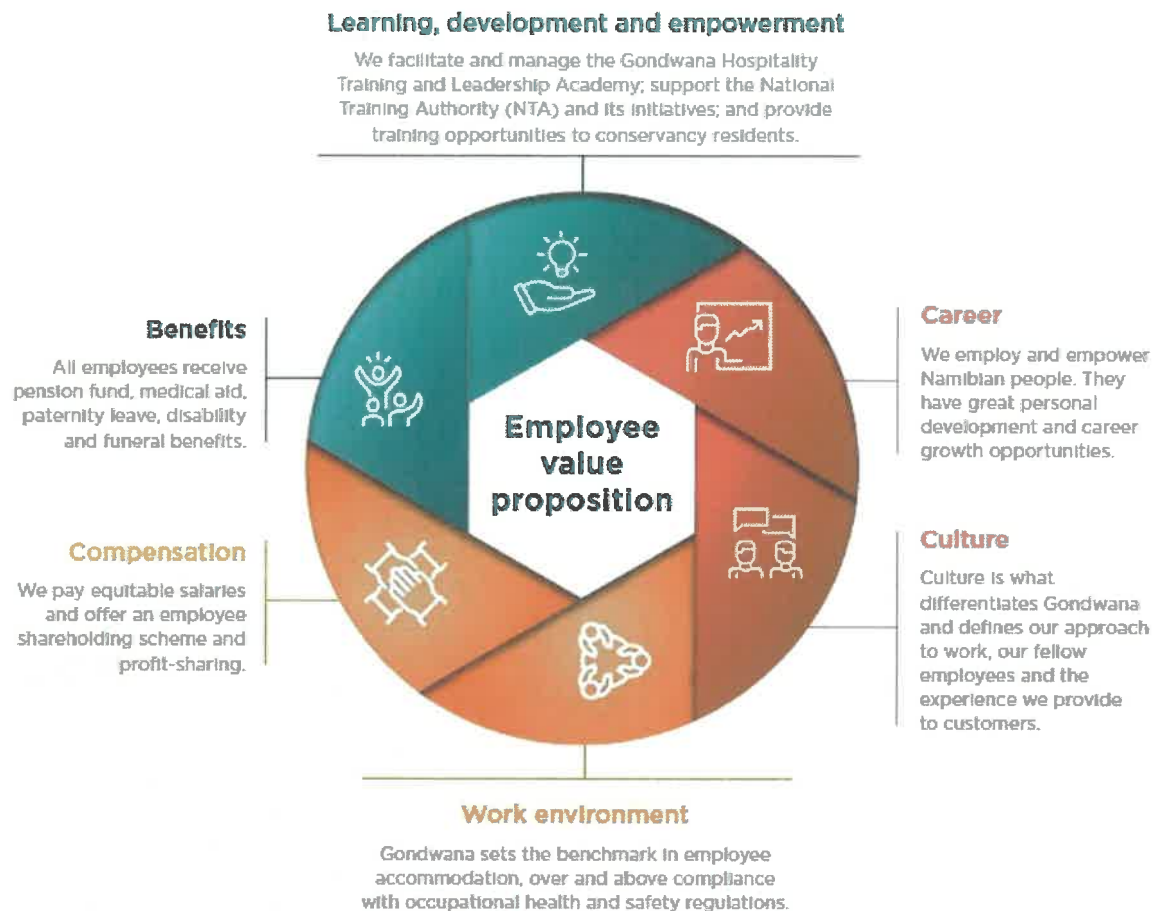 Learning, development and empowerment
We facilitate and manage the Gondwana Hospitality
Training and Leadership Academy; support the National
Training Authority (NTA) and its initiatives; and provide
training opportunities to conservancy residents.
Benefits
All employees receive
pension fund, medical aid,
paternity leave, disability
and funeral benefits.
Career
We employ and empower
Namibian people. They
have great personal
development and career
growth opportunities.
Employee
value
proposition
Compensation
We pay equitable salaries
and offer an employee
shareholding scheme and
profit-sharing.
Culture
Culture is what
differentiates Gondwana
and defines our approach
to work, our fellow
employees and the
experience we provide
to customers.
Work environment
Gondwana sets the benchmark in employee
accommodation, over and above compliance
with occupational health and safety regulations.